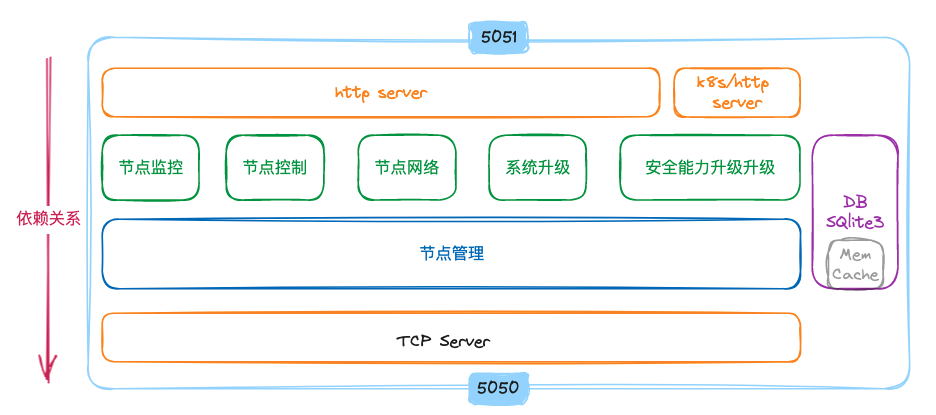 5051
http server
k8s/http
server
节点监控
节点控制
节点网络
系统升级
安全能力升级升级
依赖关系
DB
SQlite3
节点管理
Mem
Cache
TCP Server
5050